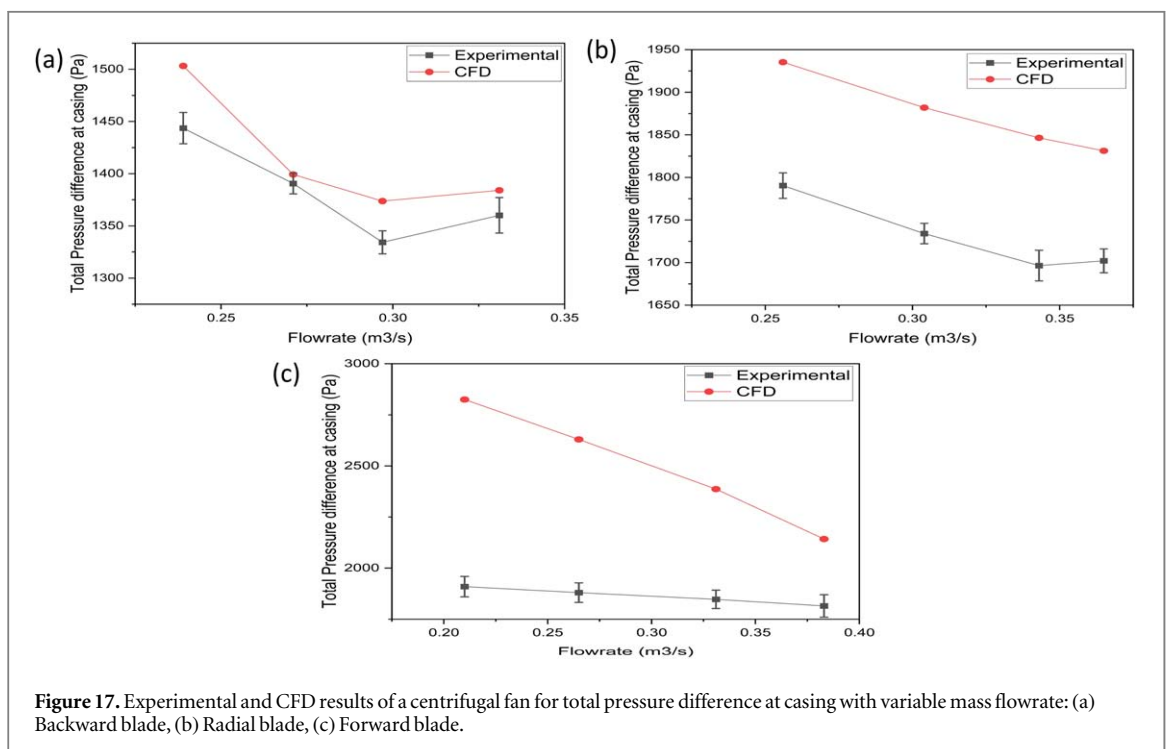 (a)
Experimental
CFD
1500
1450
1400
1350
1300
Total Pressure difference at casing (Pa)
0.25
0.30
0.35
Flowrate (m3/s)
(b)
Experimental
CFD
1950
1900
1850
1800
1750
1700
1650
Total Pressure difference at casing (Pa)
0.25
0.30
0.35
Flowrate (m3/s)
(c)
Experimental
CFD
3000
2500
2000
Total Pressure difference at casing (Pa)
0.20
0.25
0.30
0.35
0.40
Flowrate (m3/s)
Figure 17. Experimental and CFD results of a centrifugal fan for total pressure difference at casing with variable mass flowrate: (a)
Backward blade, (b) Radial blade, (c) Forward blade.